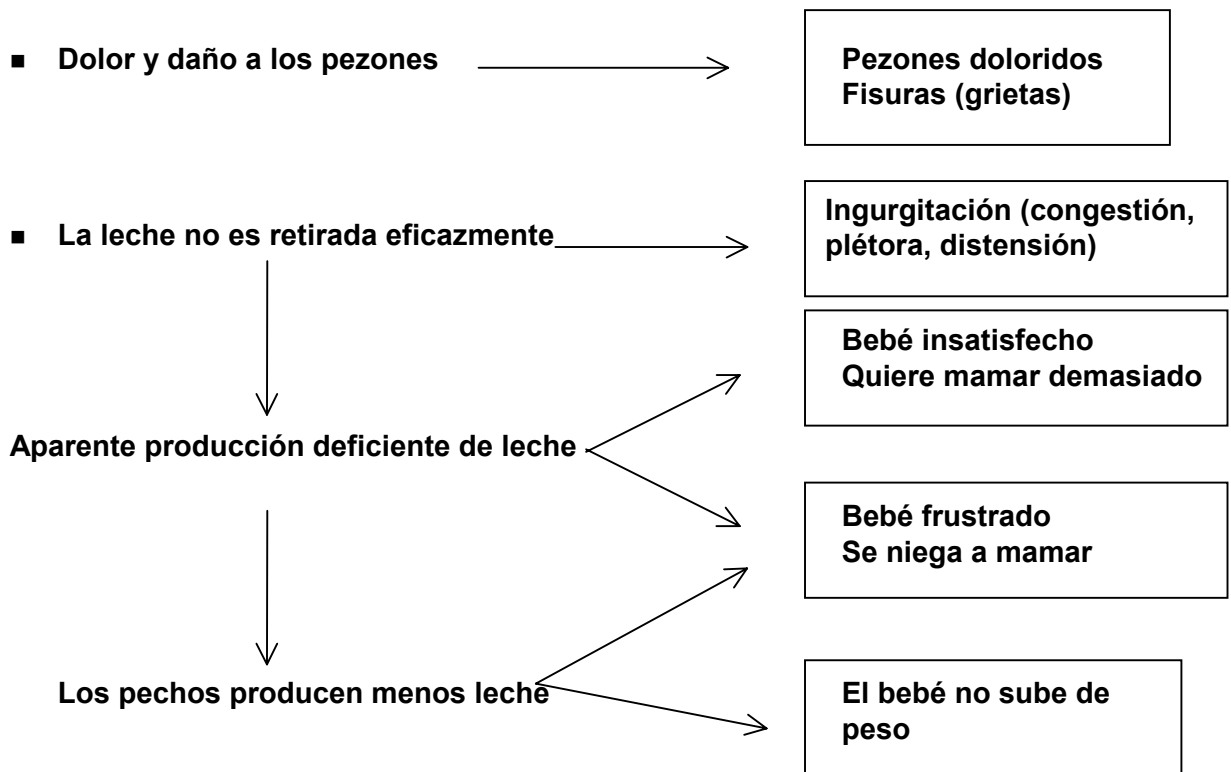 ▪ Dolor y daño a los pezones
Pezones doloridos
Fisuras (grietas)
▪ La leche no es retirada eficazmente
Ingurgitación (congestión,
plétora, distensión)
Bebé insatisfecho
Quiere mamar demasiado
Aparente producción deficiente de leche
Bebé frustrado
Se niega a mamar
Los pechos producen menos leche
El bebé no sube de
peso